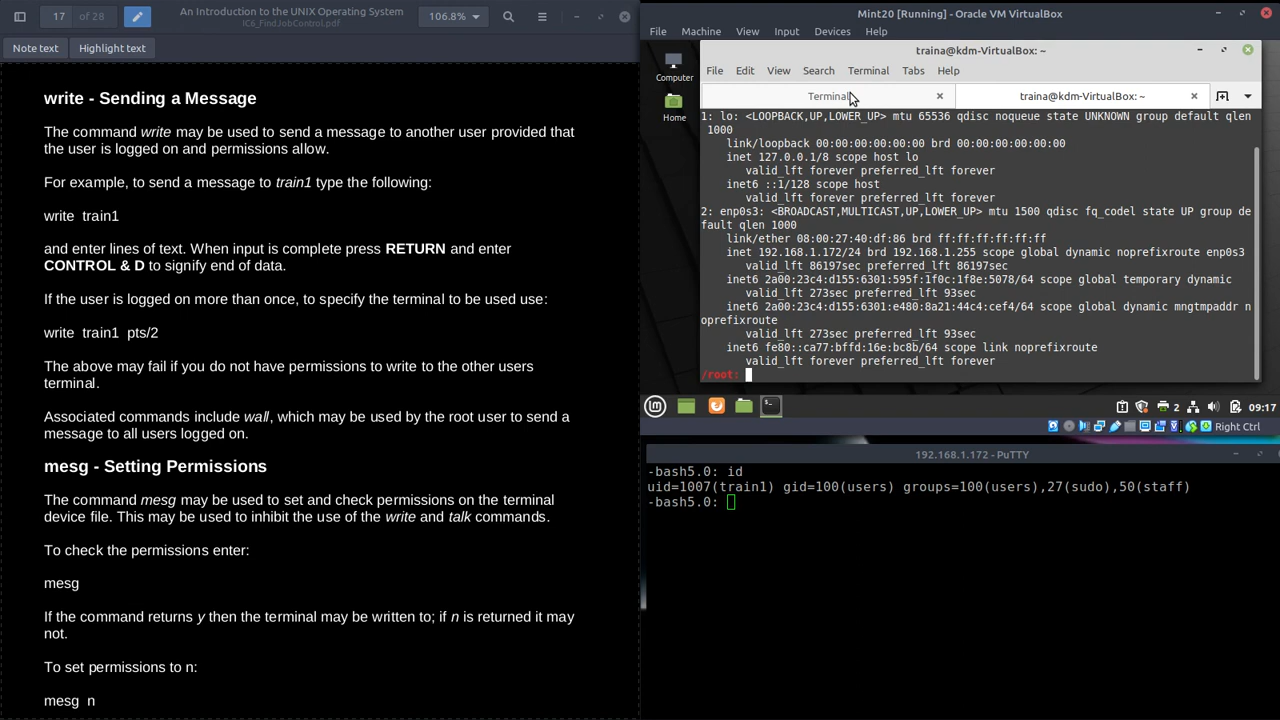 17 of 28
An Introduction to the UNIX Operating System
IC6_FindJobControl.pdf
106.8%
Note text
Highlight text
write - Sending a Message
The command write may be used to send a message to another user provided that
the user is logged on and permissions allow.
For example, to send a message to train1 type the following:
write train1
and enter lines of text. When input is complete press RETURN and enter
CONTROL & D to signify end of data.
If the user is logged on more than once, to specify the terminal to be used use:
write train1 pts/2
The above may fail if you do not have permissions to write to the other users
terminal.
Associated commands include wall, which may be used by the root user to send a
message to all users logged on.
mesg - Setting Permissions
The command mesg may be used to set and check permissions on the terminal
device file. This may be used to inhibit the use of the write and talk commands.
To check the permissions enter:
mesg
If the command returns y then the terminal may be written to; if n is returned it may
not.
To set permissions to n:
mesg n
Mint20 [Running] - Oracle VM VirtualBox
File Machine View Input Devices Help
Computer
Home
traina@kdm-VirtualBox: ~
File Edit View Search Terminal Tabs Help
Terminal
traina@kdm-VirtualBox: ~
1: lo: <LOOPBACK,UP,LOWER_UP> mtu 65536 qdisc noqueue state UNKNOWN group default qlen
1000
link/loopback 00:00:00:00:00:00 brd 00:00:00:00:00:00
inet 127.0.0.1/8 scope host lo
valid_lft forever preferred_lft forever
inet6 ::1/128 scope host
valid_lft forever preferred_lft forever
2: enp0s3: <BROADCAST,MULTICAST,UP,LOWER_UP> mtu 1500 qdisc fq_codel state UP group de
fault qlen 1000
link/ether 08:00:27:40:df:86 brd ff:ff:ff:ff:ff:ff
inet 192.168.1.172/24 brd 192.168.1.255 scope global dynamic noprefixroute enp0s3
valid_lft 86197sec preferred_lft 86197sec
inet6 2a00:23c4:d155:6301:595f:1f0c:1f8e:5078/64 scope global temporary dynamic
valid_lft 273sec preferred_lft 93sec
inet6 2a00:23c4:d155:6301:e480:8a21:44c4:cef4/64 scope global dynamic mngtmpaddr n
oprefixroute
valid_lft 273sec preferred_lft 93sec
inet6 fe80::ca77:bffd:16e:bc8b/64 scope link noprefixroute
valid_lft forever preferred_lft forever
/root:
2
09:17
Right Ctrl
192.168.1.172 - PuTTY
-bash5.0: id
uid=1007(train1) gid=100(users) groups=100(users),27(sudo),50(staff)
-bash5.0: